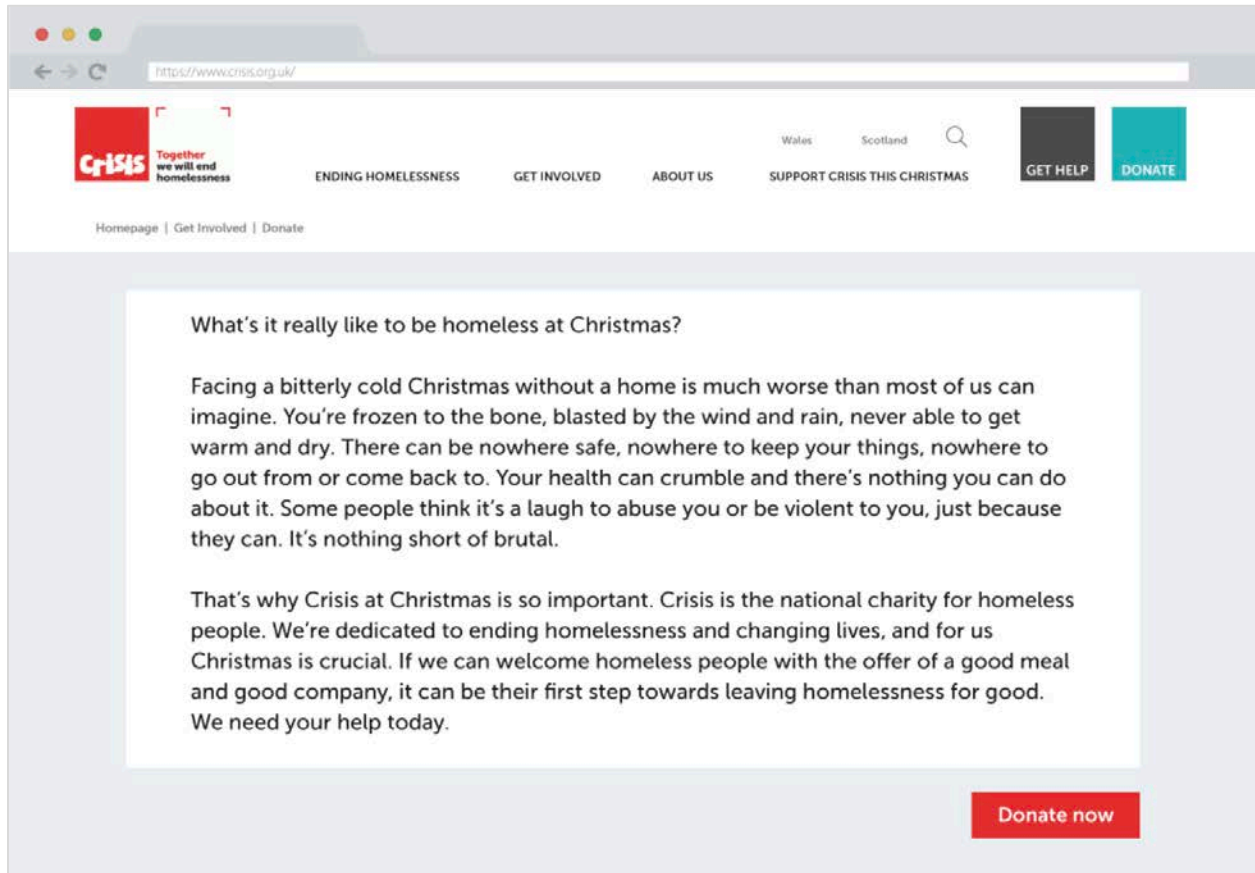 https://www.crisis.org.uk/
Crisis
Together
we will end
homelessness
Wales Scotland
ENDING HOMELESSNESS GET INVOLVED ABOUT US SUPPORT CRISIS THIS CHRISTMAS
GET HELP DONATE
Homepage | Get Involved | Donate
What's it really like to be homeless at Christmas?
Facing a bitterly cold Christmas without a home is much worse than most of us can
imagine. You're frozen to the bone, blasted by the wind and rain, never able to get
warm and dry. There can be nowhere safe, nowhere to keep your things, nowhere to
go out from or come back to. Your health can crumble and there's nothing you can do
about it. Some people think it's a laugh to abuse you or be violent to you, just because
they can. It's nothing short of brutal.
That's why Crisis at Christmas is so important. Crisis is the national charity for homeless
people. We're dedicated to ending homelessness and changing lives, and for us
Christmas is crucial. If we can welcome homeless people with the offer of a good meal
and good company, it can be their first step towards leaving homelessness for good.
We need your help today.
Donate now